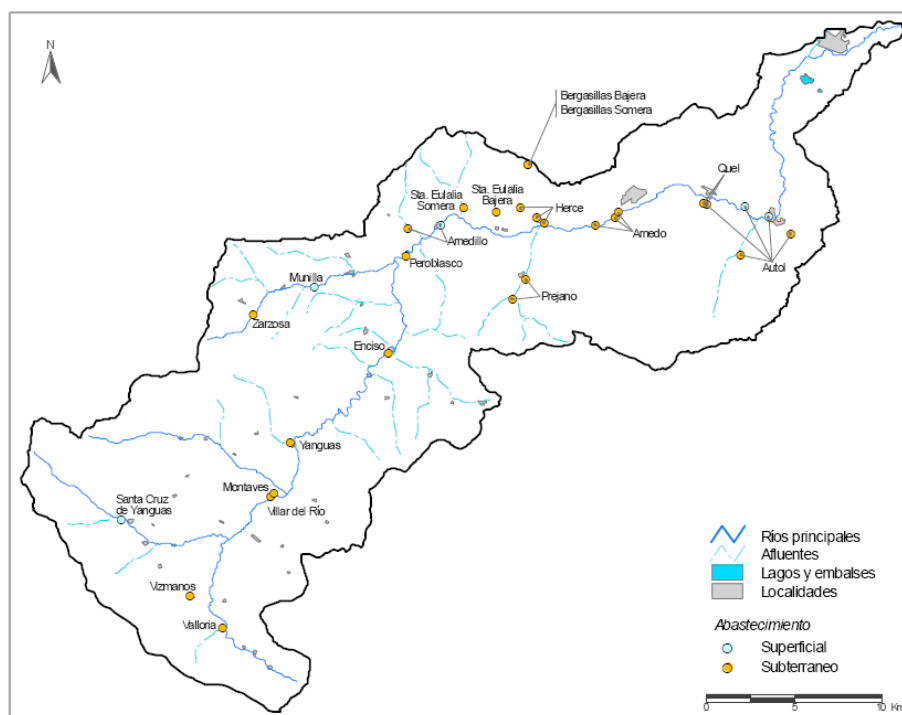 N
Bergasillas Bajera
Bergasillas Somera
Quel
Sta. Eulalia
Somera
Sta. Eulalia
Bajera
Herce
Arnedillo
Arnedo
Autol
Peroblasco
Munilla
Prejano
Zarzosa
Enciso
Yanguas
Montaves
Villar del Río
Santa Cruz
de Yanguas
Vizmanos
Valloria
Ríos principales
Afluentes
Lagos y embalses
Localidades
Abastecimiento
Superficial
Subterraneo
0 5 10 Km